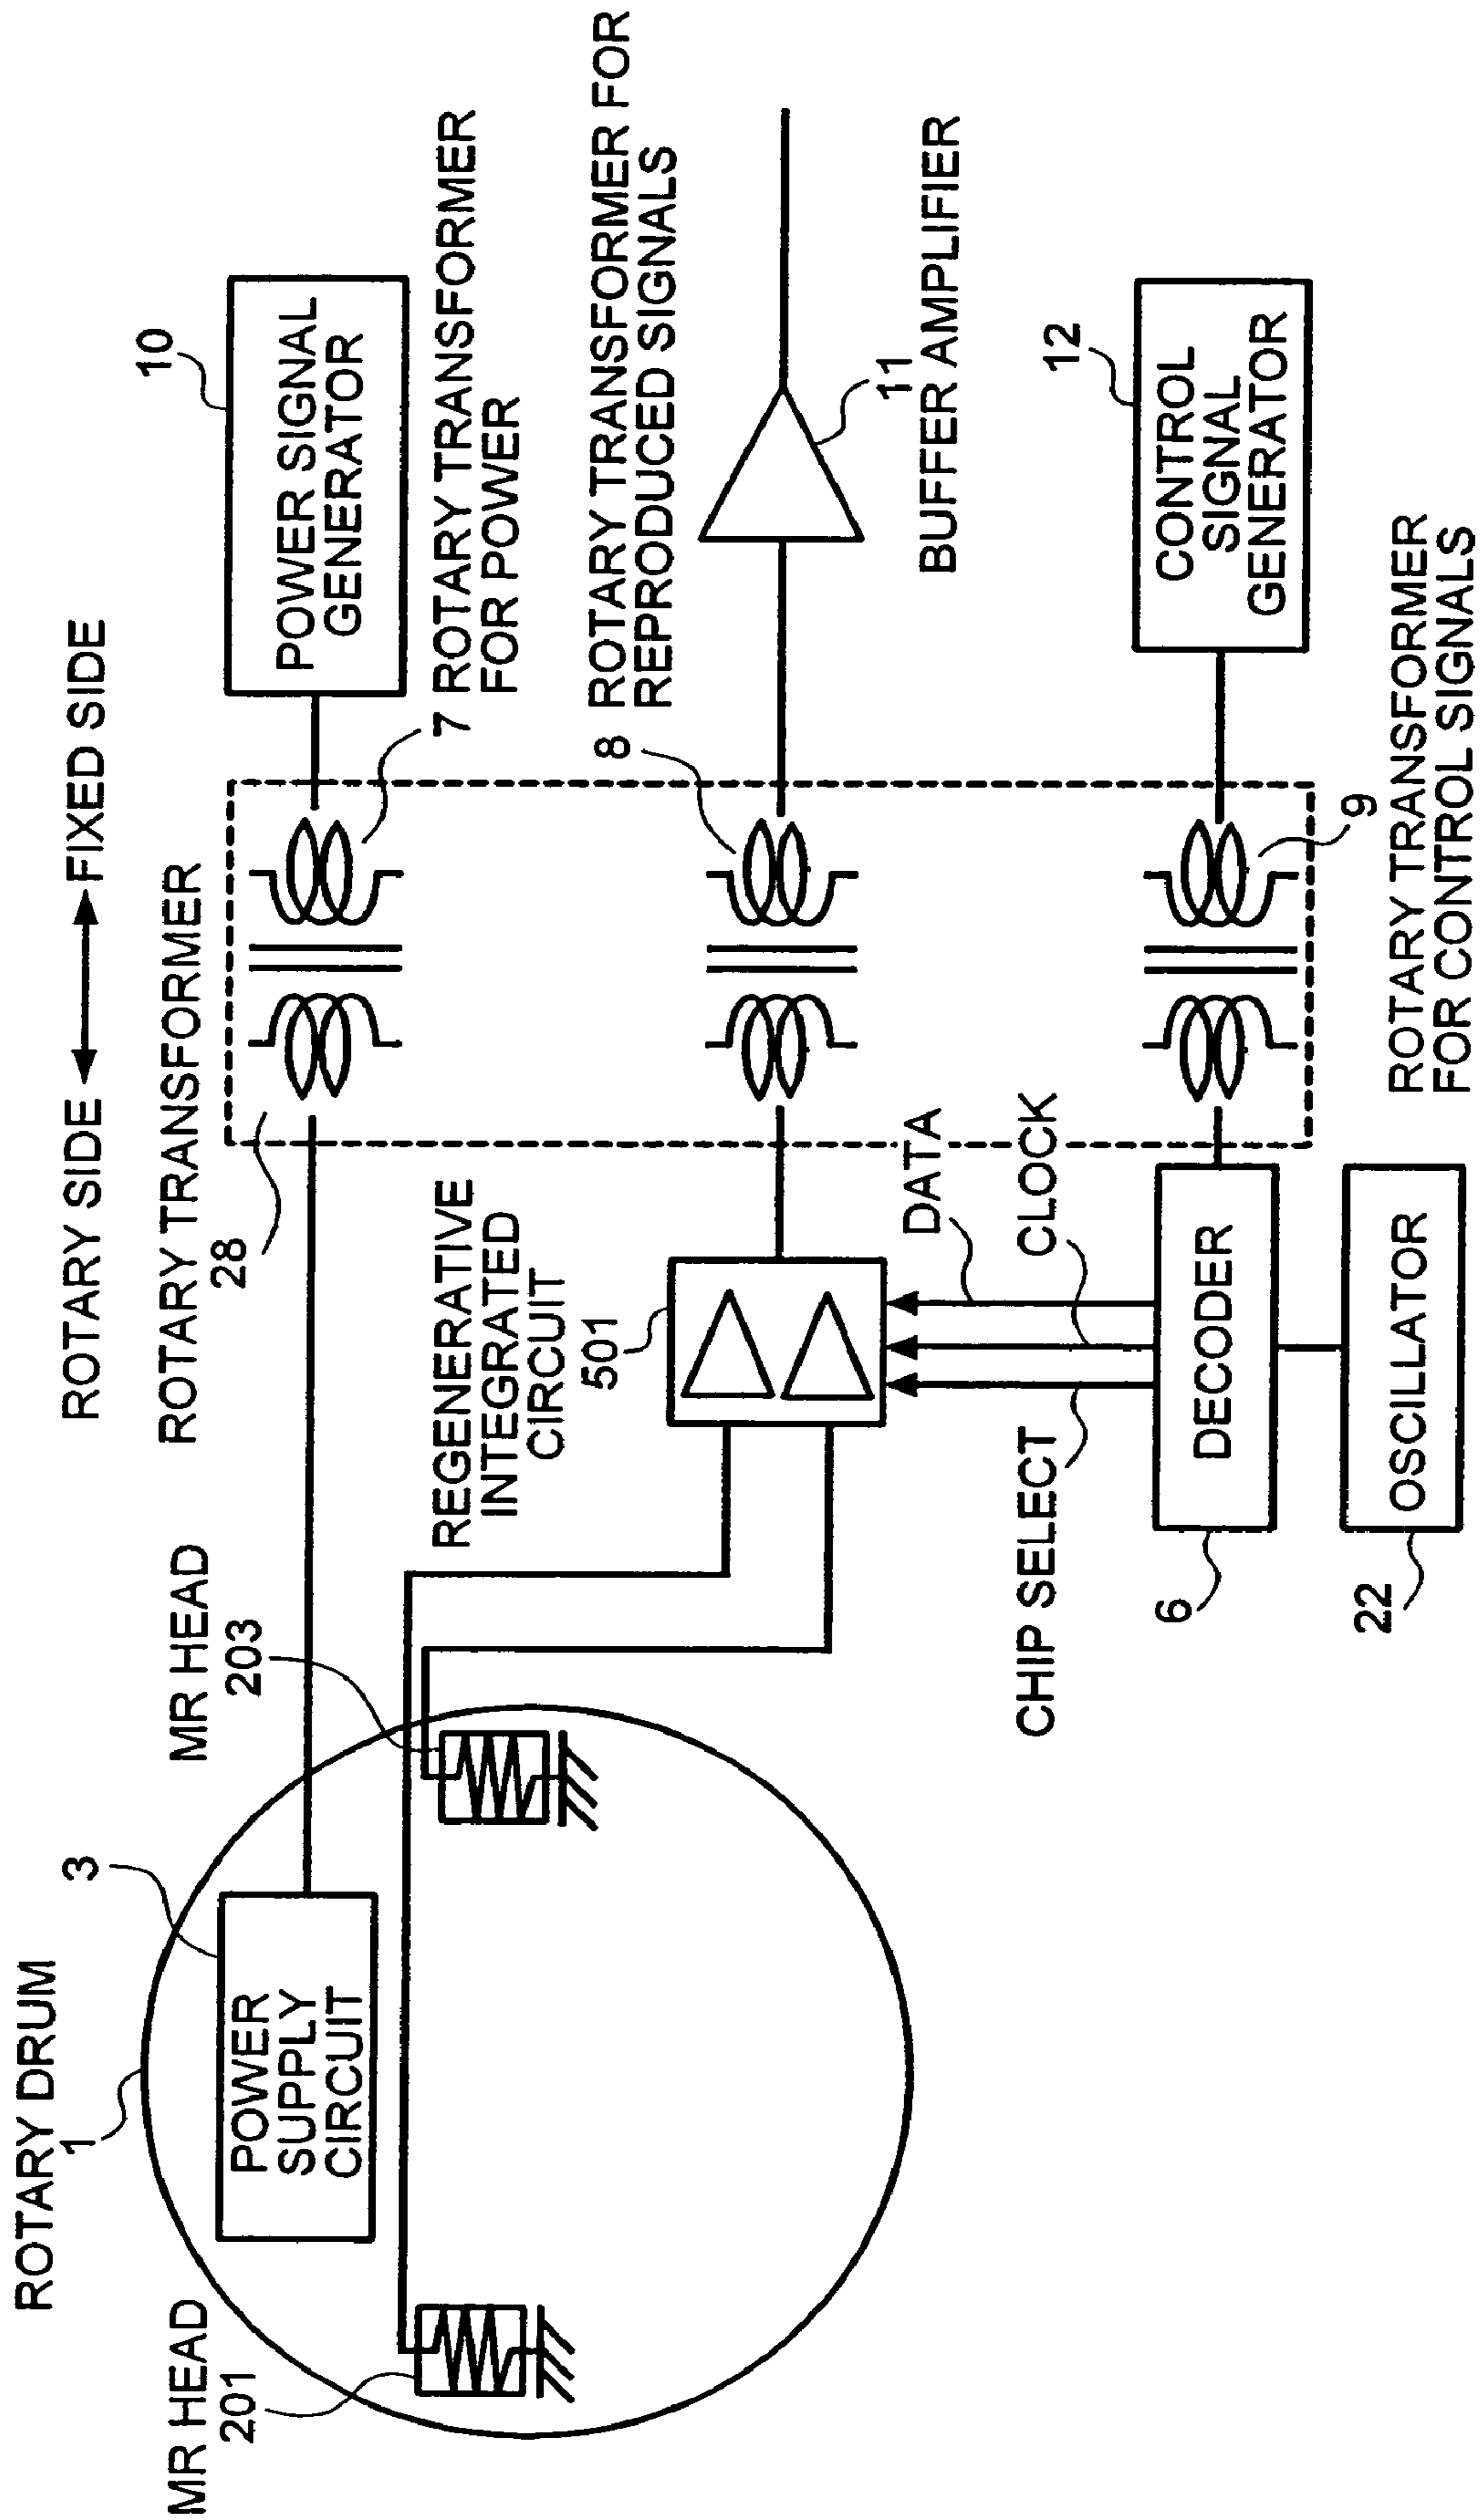 ROTARY DRUM
1
3
ROTARY SIDE
FIXED SIDE
MR HEAD
201
MR HEAD
203
ROTARY TRANSFORMER
28
10
POWER
SUPPLY
CIRCUIT
POWER SIGNAL
GENERATOR
7 ROTARY TRANSFORMER
FOR POWER
REGENERATIVE
INTEGRATED
CIRCUIT
501
8 ROTARY TRANSFORMER FOR
REPRODUCED SIGNALS
11
BUFFER AMPLIFIER
DATA
CLOCK
CHIP SELECT
12
CONTROL
SIGNAL
GENERATOR
6
DECODER
9
22
OSCILLATOR
ROTARY TRANSFORMER
FOR CONTROL SIGNALS